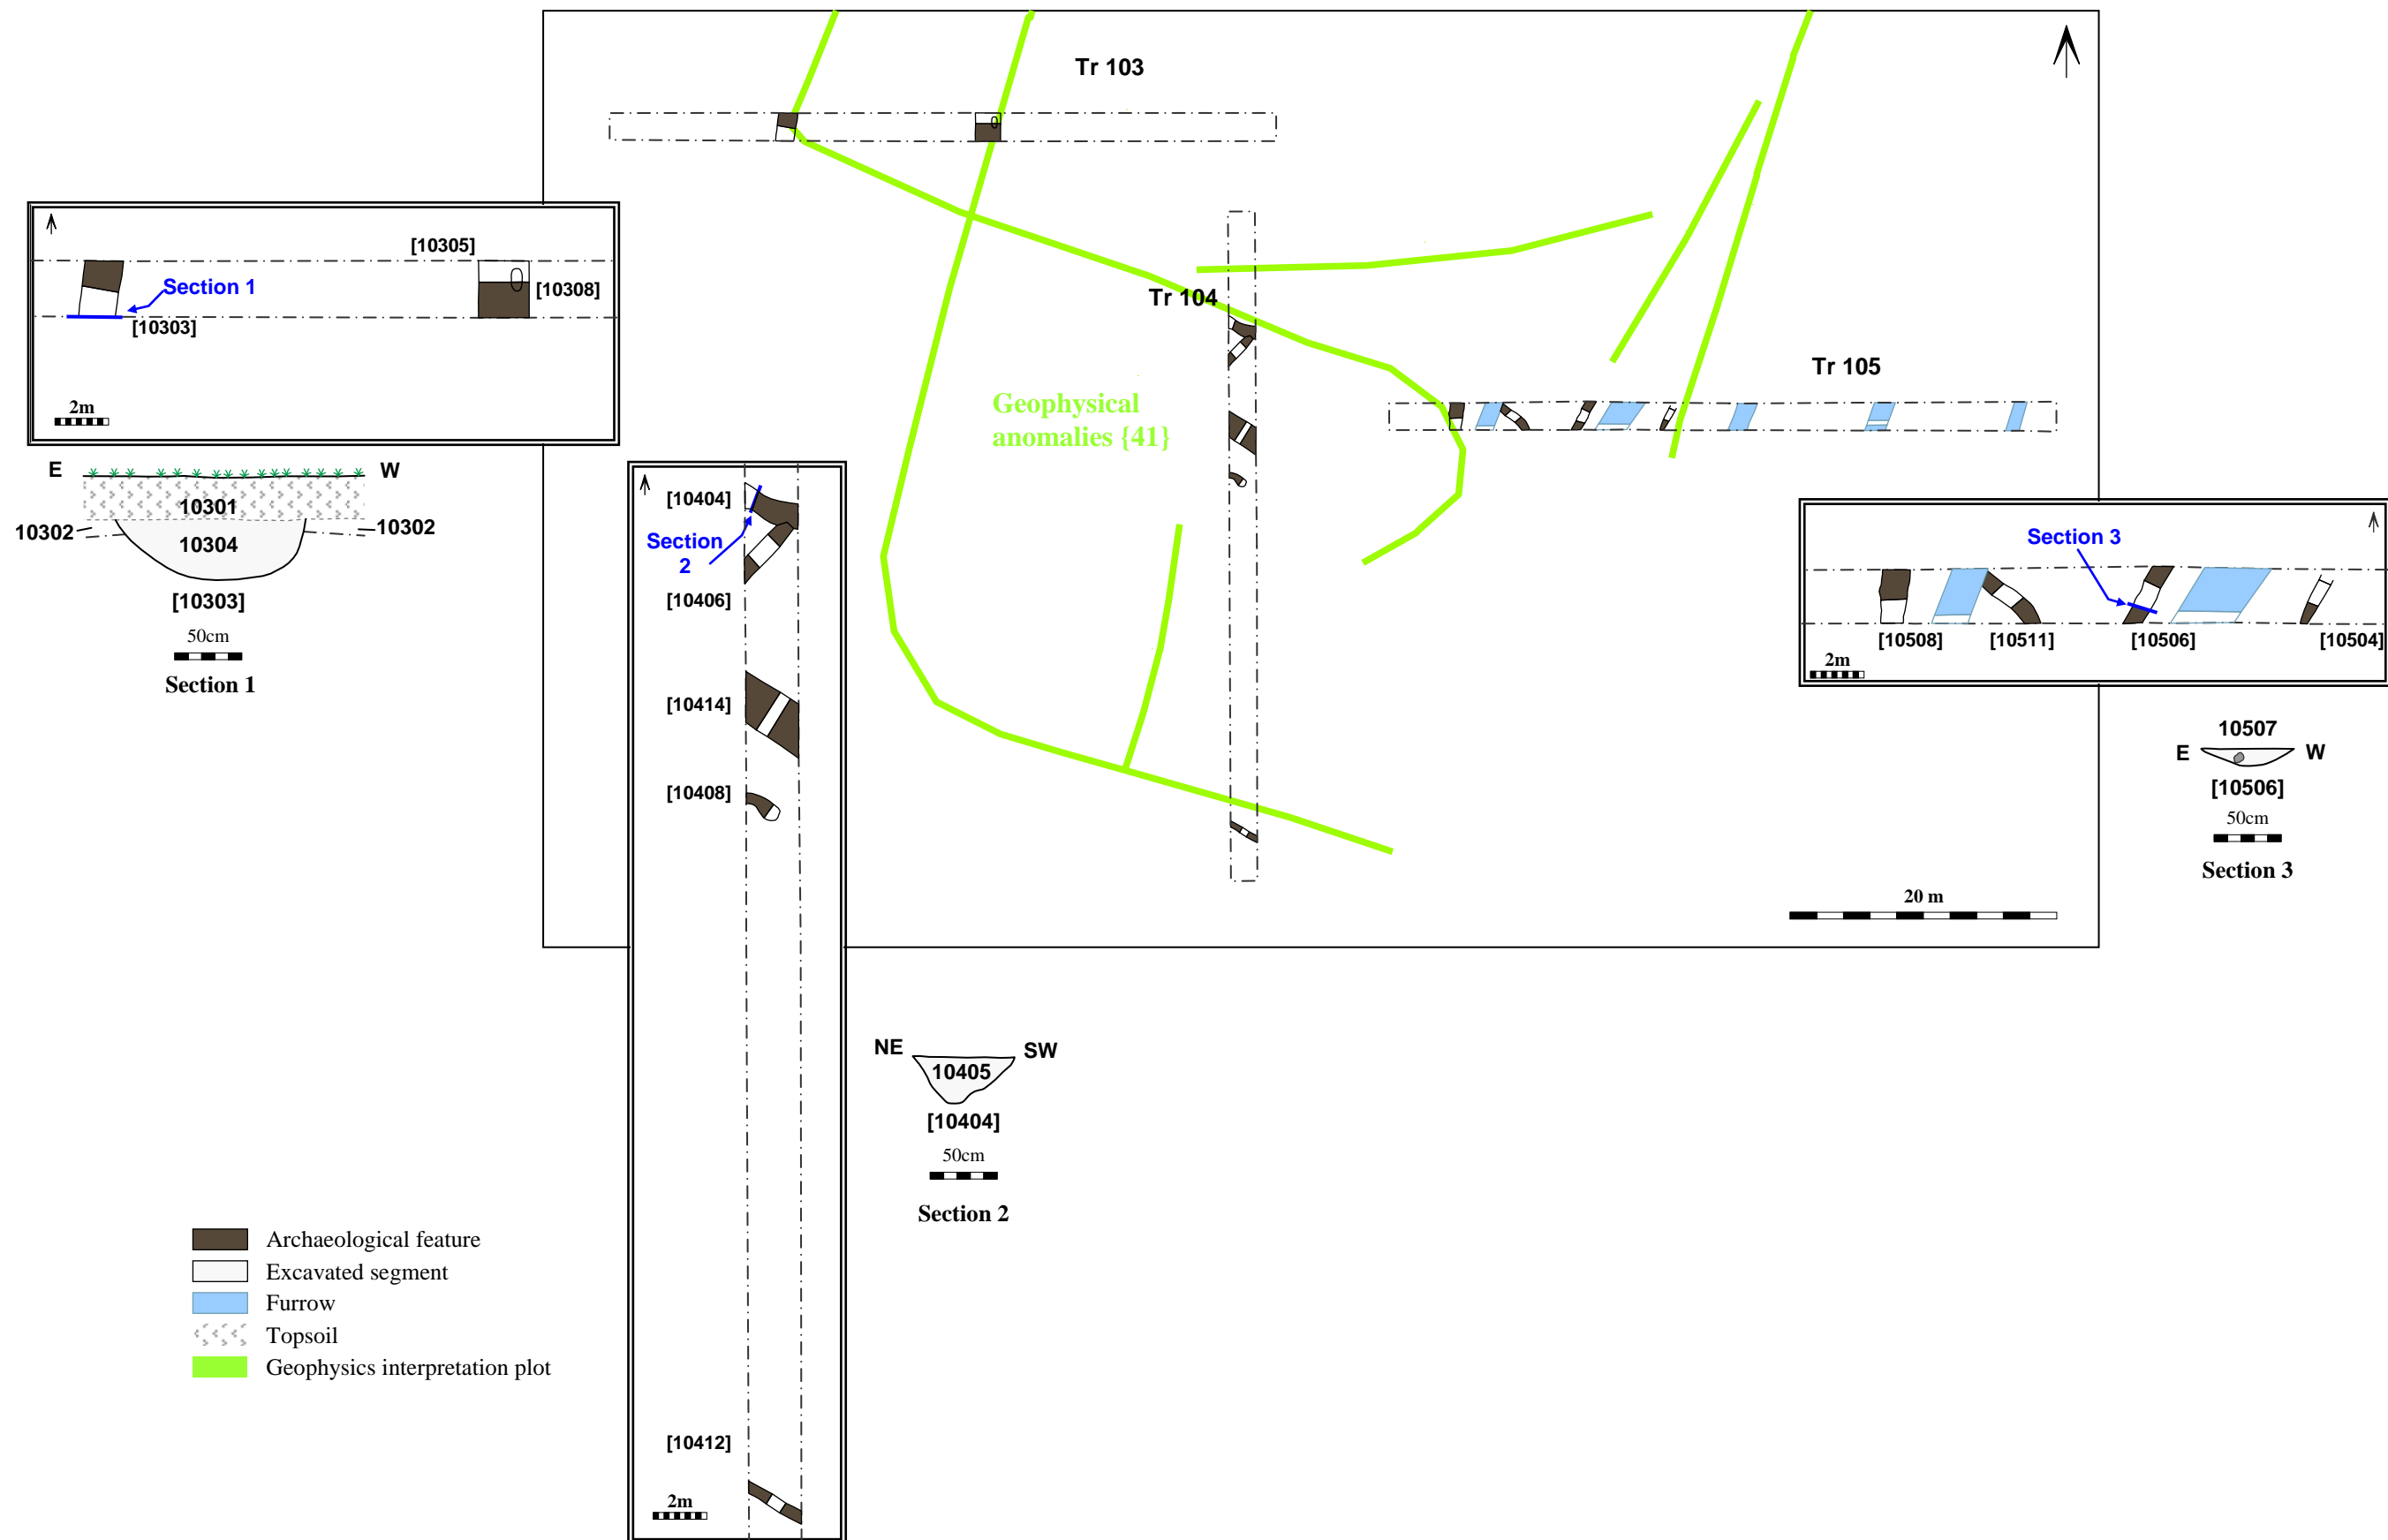 Tr 103
Tr 104
Geophysical
anomalies {41}
Tr 105
20 m
[10305]
Section 1
[10308]
[10303]
2m
E
W
10301
10302
10302
10304
[10303]
50cm
Section 1
[10404]
Section
2
[10406]
[10414]
[10408]
[10412]
2m
NE
SW
10405
[10404]
50cm
Section 2
Section 3
[10508]
[10511]
[10506]
[10504]
2m
10507
E
W
[10506]
50cm
Section 3
Archaeological feature
Excavated segment
Furrow
Topsoil
Geophysics interpretation plot